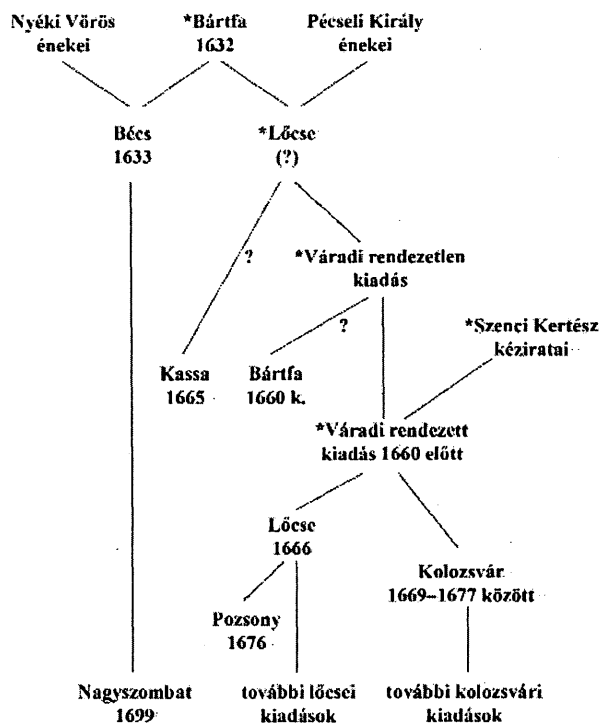 Nyéki Vörös
énekei
*Bártfa
1632
Pécseli Király
énekei
Bécs
1633
*Lőcse
(?)
?
*Váradi rendezetlen
kiadás
?
*Szenci Kertész
kéziratai
Kassa
1665
Bártfa
1660 k.
*Váradi rendezett
kiadás 1660 előtt
Lőcse
1666
Kolozsvár
1669–1677 között
Pozsony
1676
Nagyszombat
1699
további lőcsei
kiadások
további kolozsvári
kiadások